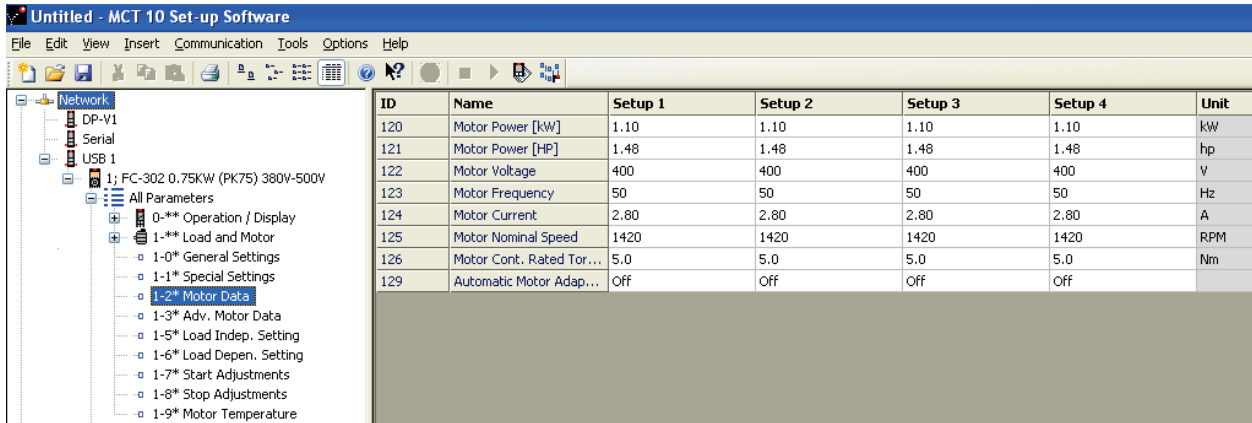 Untitled - MCT 10 Set-up Software
File Edit View Insert Communication Tools Options Help
Network
DP-V1
Serial
USB 1
1; FC-302 0.75KW (PK75) 380V-500V
All Parameters
0-** Operation / Display
1-** Load and Motor
1-0* General Settings
1-1* Special Settings
1-2* Motor Data
1-3* Adv. Motor Data
1-5* Load Indep. Setting
1-6* Load Depen. Setting
1-7* Start Adjustments
1-8* Stop Adjustments
1-9* Motor Temperature
ID Name Setup 1 Setup 2 Setup 3 Setup 4 Unit
120 Motor Power [kW] 1.10 1.10 1.10 1.10 kW
121 Motor Power [HP] 1.48 1.48 1.48 1.48 hp
122 Motor Voltage 400 400 400 400 V
123 Motor Frequency 50 50 50 50 Hz
124 Motor Current 2.80 2.80 2.80 2.80 A
125 Motor Nominal Speed 1420 1420 1420 1420 RPM
126 Motor Cont. Rated Tor... 5.0 5.0 5.0 5.0 Nm
129 Automatic Motor Adap... Off Off Off Off